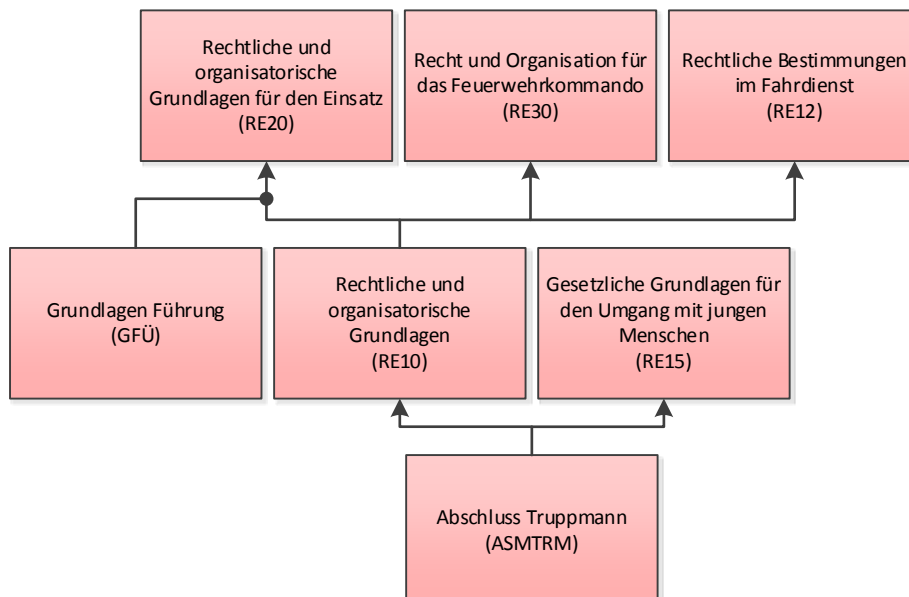 Rechtliche und
organisatorische
Grundlagen für den Einsatz
(RE20)
Recht und Organisation für
das Feuerwehrkommando
(RE30)
Rechtliche Bestimmungen
im Fahrdienst
(RE12)
Grundlagen Führung
(GFÜ)
Rechtliche und
organisatorische
Grundlagen
(RE10)
Gesetzliche Grundlagen für
den Umgang mit jungen
Menschen
(RE15)
Abschluss Truppmann
(ASMTRM)